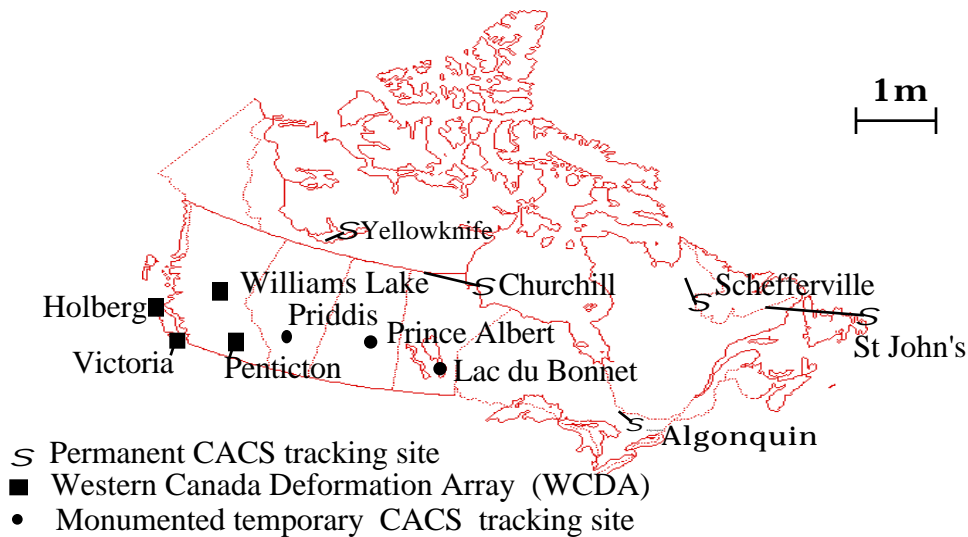 1m
Yellowknife
Churchill
Schefferville
Williams Lake
Holberg
Priddis
Prince Albert
St John's
Victoria
Penticton
Lac du Bonnet
Algonquin
S Permanent CACS tracking site
Western Canada Deformation Array (WCDA)
Monumented temporary CACS tracking site